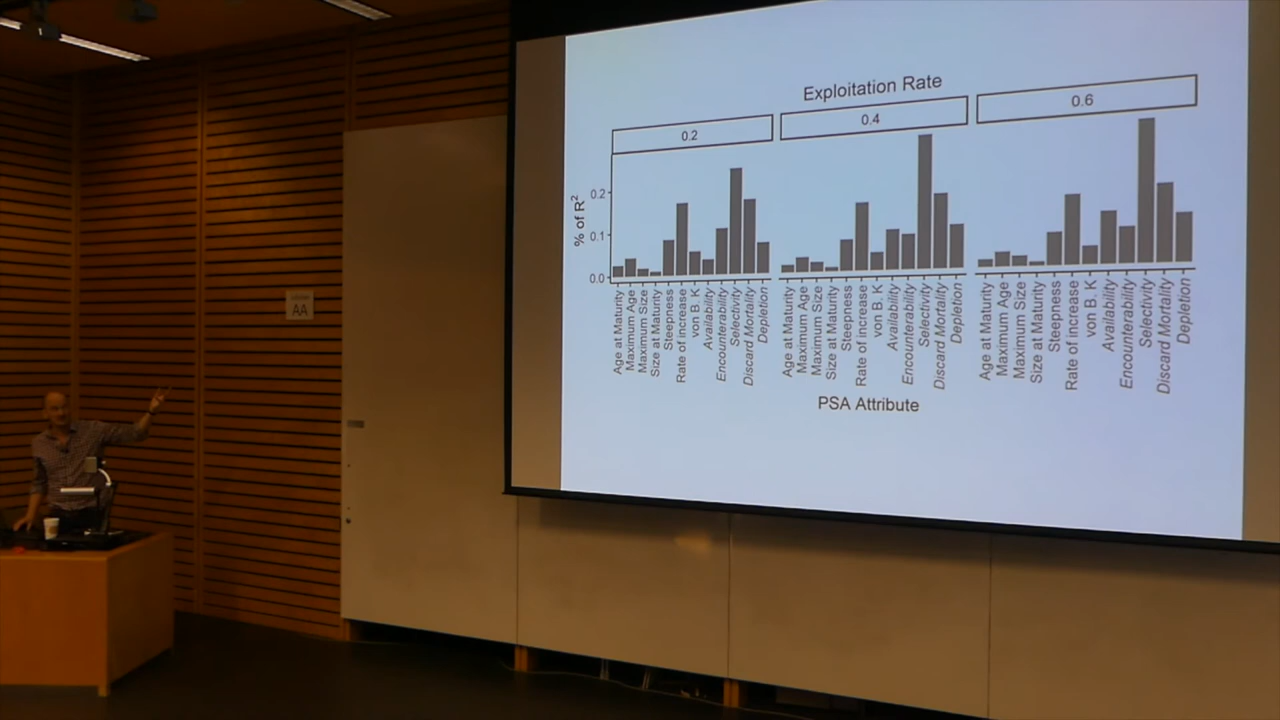 Exploitation Rate
0.2
0.4
0.6
% of R2
0.2
0.1
0.0
Age at Maturity
Maximum Age
Maximum Size
Size at Maturity
Steepness
Rate of increase
von B. K
Availability
Encounterability
Selectivity
Discard Mortality
Depletion
Age at Maturity
Maximum Age
Maximum Size
Size at Maturity
Steepness
Rate of increase
von B. K
Availability
Encounterability
Selectivity
Discard Mortality
Depletion
Age at Maturity
Maximum Age
Maximum Size
Size at Maturity
Steepness
Rate of increase
von B. K
Availability
Encounterability
Selectivity
Discard Mortality
Depletion
PSA Attribute
AA